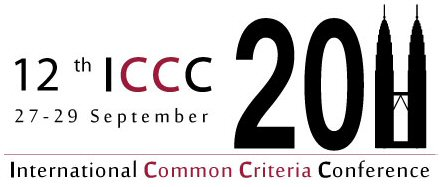 12 th ICCC
27-29 September
2011
International Common Criteria Conference